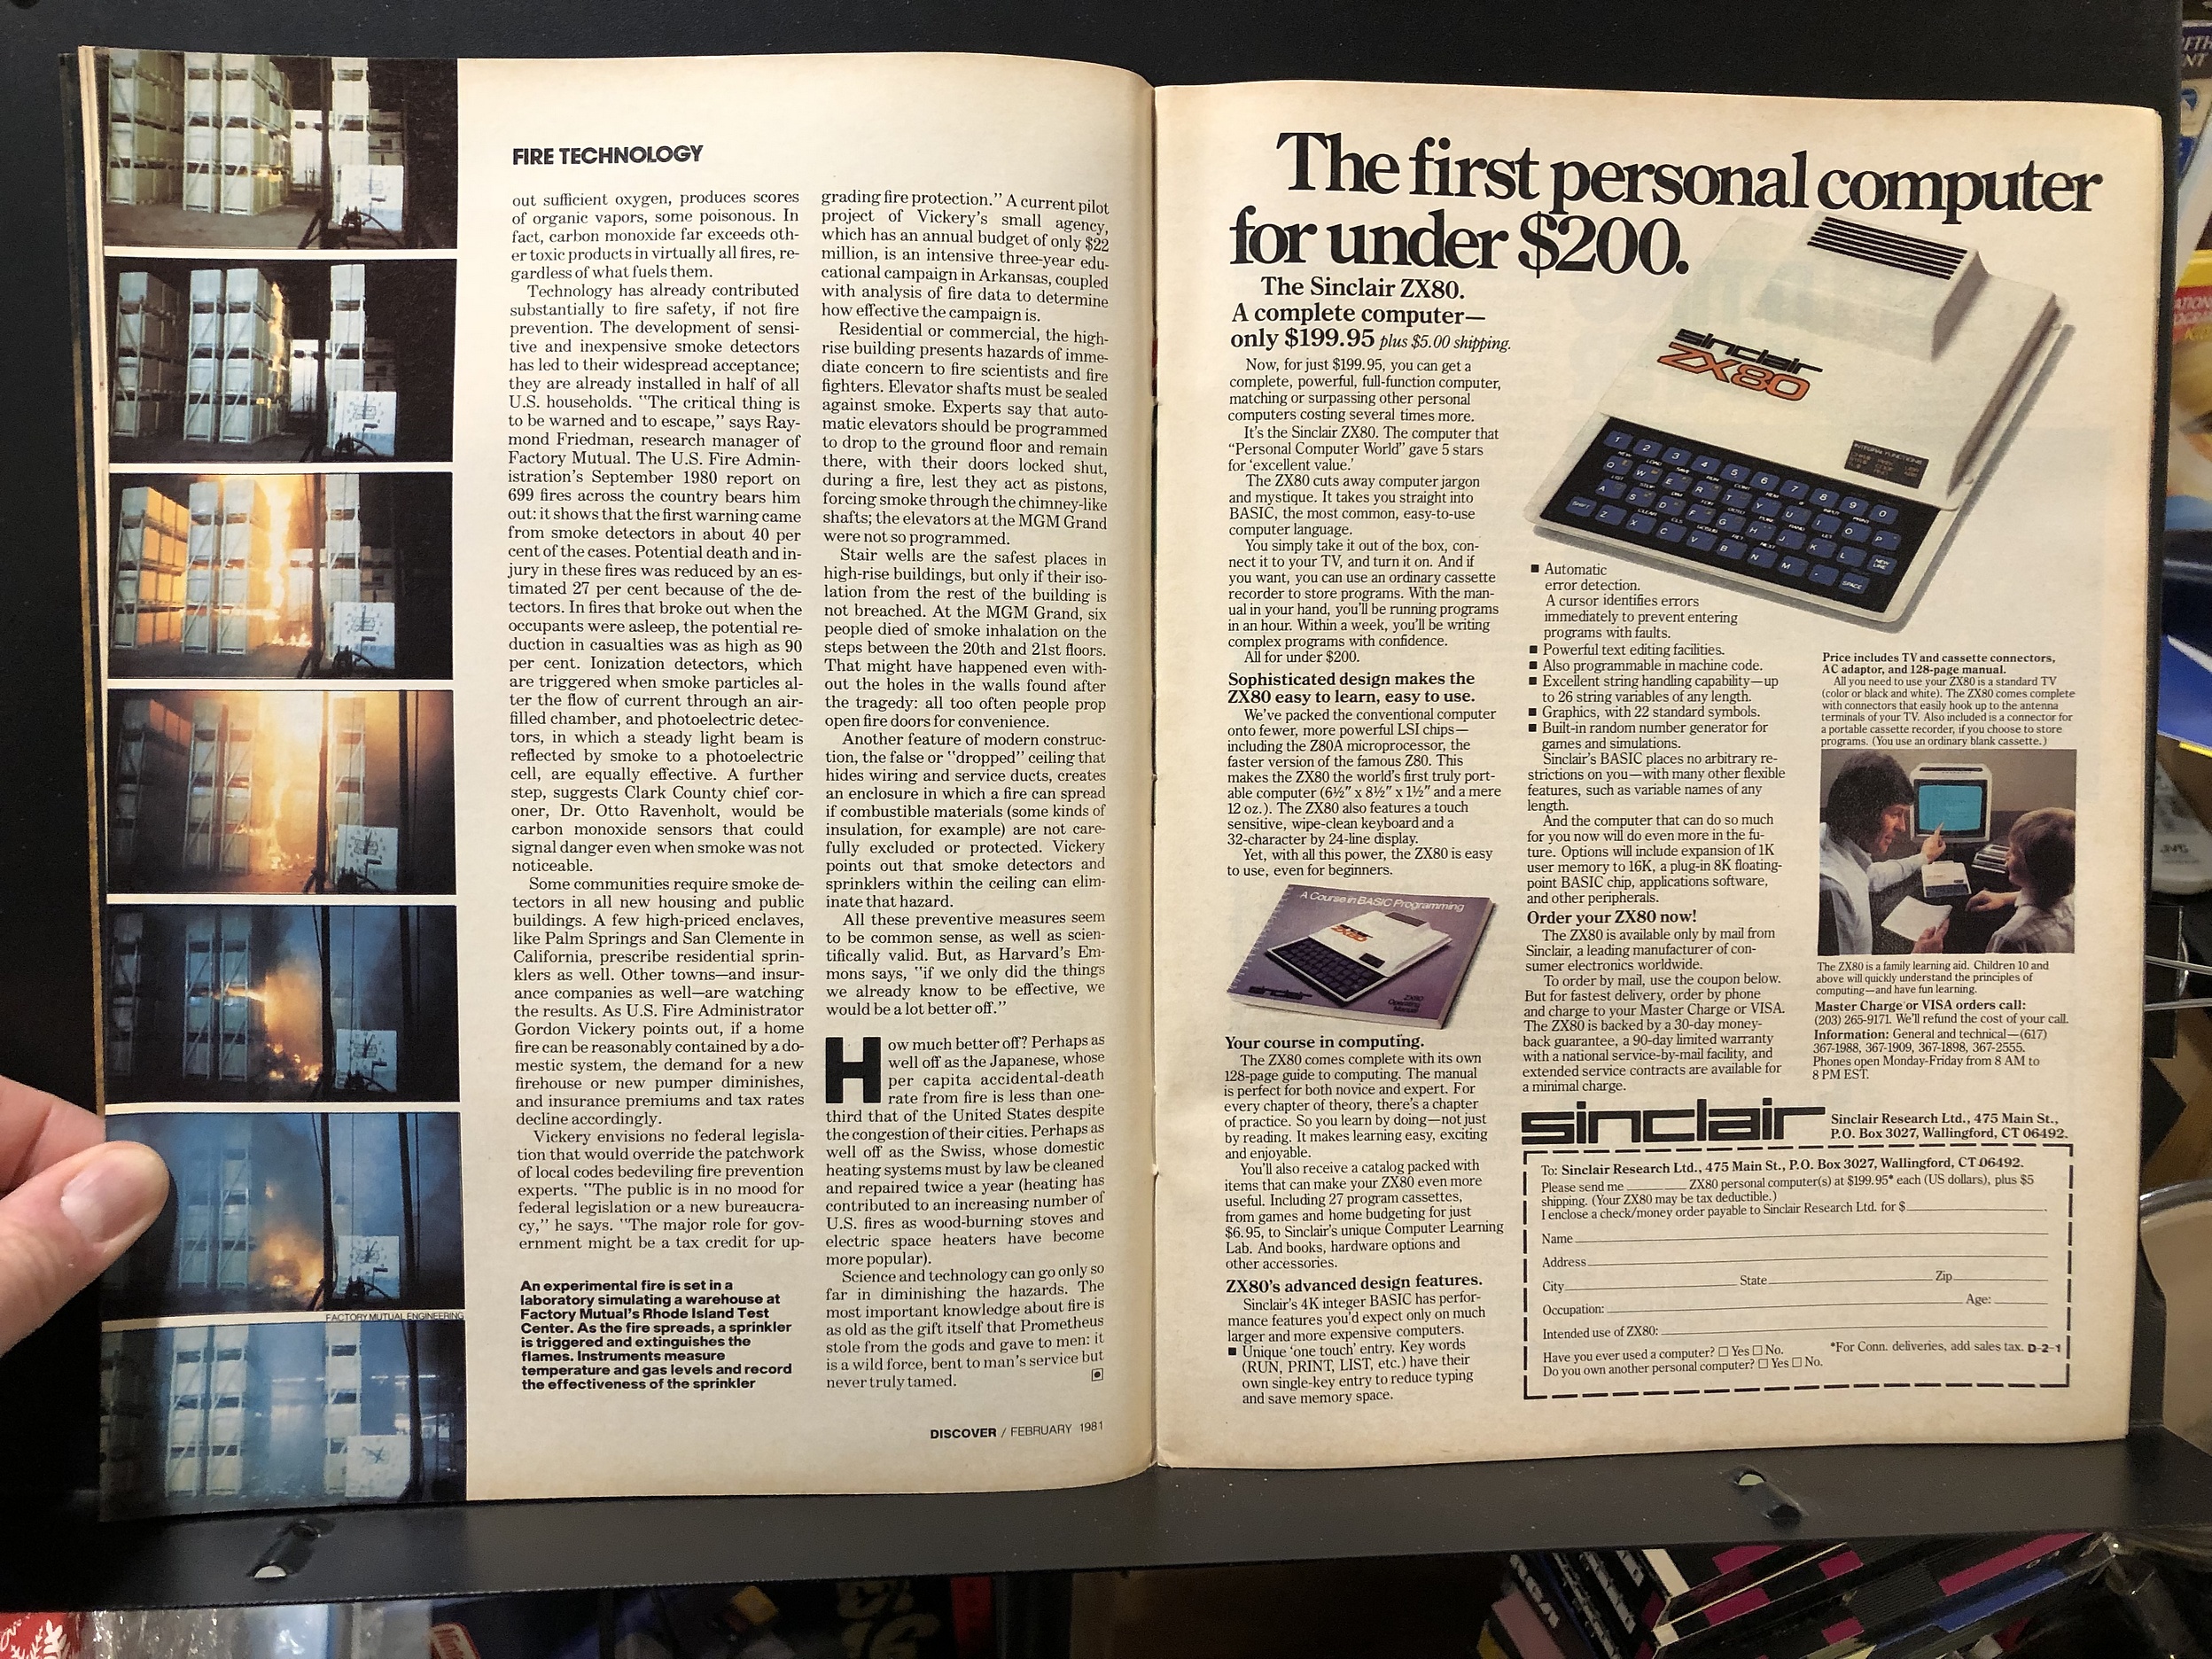 FIRE TECHNOLOGY
out sufficient oxygen, produces scores
of organic vapors, some poisonous. In
fact, carbon monoxide far exceeds oth-
er toxic products in virtually all fires, re-
gardless of what fuels them.
Technology has already contributed
substantially to fire safety, if not fire
prevention. The development of sensi-
tive and inexpensive smoke detectors
has led to their widespread acceptance;
they are already installed in half of all
U.S. households. "The critical thing is
to be warned and to escape," says Ray-
mond Friedman, research manager of
Factory Mutual. The U.S. Fire Admin-
istration's September 1980 report on
699 fires across the country bears him
out: it shows that the first warning came
from smoke detectors in about 40 per
cent of the cases. Potential death and in-
jury in these fires was reduced by an es-
timated 27 per cent because of the de-
tectors. In fires that broke out when the
occupants were asleep, the potential re-
duction in casualties was as high as 90
per cent. Ionization detectors, which
are triggered when smoke particles al-
ter the flow of current through an air-
filled chamber, and photoelectric detec-
tors, in which a steady light beam is
reflected by smoke to a photoelectric
cell, are equally effective. A further
step, suggests Clark County chief cor-
oner, Dr. Otto Ravenholt, would be
carbon monoxide sensors that could
signal danger even when smoke was not
noticeable.
Some communities require smoke de-
tectors in all new housing and public
buildings. A few high-priced enclaves,
like Palm Springs and San Clemente in
California, prescribe residential sprin-
klers as well. Other towns—and insur-
ance companies as well—are watching
the results. As U.S. Fire Administrator
Gordon Vickery points out, if a home
fire can be reasonably contained by a do-
mestic system, the demand for a new
firehouse or new pumper diminishes,
and insurance premiums and tax rates
decline accordingly.
Vickery envisions no federal legisla-
tion that would override the patchwork
of local codes bedeviling fire prevention
experts. "The public is in no mood for
federal legislation or a new bureaucra-
cy," he says. "The major role for gov-
ernment might be a tax credit for up-
FACTORY MUTUAL ENGINEERING
An experimental fire is set in a
laboratory simulating a warehouse at
Factory Mutual's Rhode Island Test
Center. As the fire spreads, a sprinkler
is triggered and extinguishes the
flames. Instruments measure
temperature and gas levels and record
the effectiveness of the sprinkler
grading fire protection." A current pilot
project of Vickery's small agency,
which has an annual budget of only $22
million, is an intensive three-year edu-
cational campaign in Arkansas, coupled
with analysis of fire data to determine
how effective the campaign is.
Residential or commercial, the high-
rise building presents hazards of imme-
diate concern to fire scientists and fire
fighters. Elevator shafts must be sealed
against smoke. Experts say that auto-
matic elevators should be programmed
to drop to the ground floor and remain
there, with their doors locked shut,
during a fire, lest they act as pistons,
forcing smoke through the chimney-like
shafts; the elevators at the MGM Grand
were not so programmed.
Stair wells are the safest places in
high-rise buildings, but only if their iso-
lation from the rest of the building is
not breached. At the MGM Grand, six
people died of smoke inhalation on the
steps between the 20th and 21st floors.
That might have happened even with-
out the holes in the walls found after
the tragedy: all too often people prop
open fire doors for convenience.
Another feature of modern construc-
tion, the false or "dropped" ceiling that
hides wiring and service ducts, creates
an enclosure in which a fire can spread
if combustible materials (some kinds of
insulation, for example) are not care-
fully excluded or protected. Vickery
points out that smoke detectors and
sprinklers within the ceiling can elim-
inate that hazard.
All these preventive measures seem
to be common sense, as well as scien-
tifically valid. But, as Harvard's Em-
mons says, "if we only did the things
we already know to be effective, we
would be a lot better off."
How much better off? Perhaps as
well off as the Japanese, whose
per capita accidental-death
rate from fire is less than one-
third that of the United States despite
the congestion of their cities. Perhaps as
well off as the Swiss, whose domestic
heating systems must by law be cleaned
and repaired twice a year (heating has
contributed to an increasing number of
U.S. fires as wood-burning stoves and
electric space heaters have become
more popular).
Science and technology can go only so
far in diminishing the hazards. The
most important knowledge about fire is
as old as the gift itself that Prometheus
stole from the gods and gave to men: it
is a wild force, bent to man's service but
never truly tamed.
DISCOVER / FEBRUARY 1981
The first personal computer
for under $200.
The Sinclair ZX80.
A complete computer—
only $199.95 plus $5.00 shipping.
Now, for just $199.95, you can get a
complete, powerful, full-function computer,
matching or surpassing other personal
computers costing several times more.
It's the Sinclair ZX80. The computer that
"Personal Computer World" gave 5 stars
for 'excellent value.'
The ZX80 cuts away computer jargon
and mystique. It takes you straight into
BASIC, the most common, easy-to-use
computer language.
You simply take it out of the box, con-
nect it to your TV, and turn it on. And if
you want, you can use an ordinary cassette
recorder to store programs. With the man-
ual in your hand, you'll be running programs
in an hour. Within a week, you'll be writing
complex programs with confidence.
All for under $200.
Sophisticated design makes the
ZX80 easy to learn, easy to use.
We've packed the conventional computer
onto fewer, more powerful LSI chips—
including the Z80A microprocessor, the
faster version of the famous Z80. This
makes the ZX80 the world's first truly port-
able computer (6½" x 8½" x 1½" and a mere
12 oz.). The ZX80 also features a touch
sensitive, wipe-clean keyboard and a
32-character by 24-line display.
Yet, with all this power, the ZX80 is easy
to use, even for beginners.
A Course in BASIC Programming
ZX80
sinclair
ZX80
Operating
Manual
Your course in computing.
The ZX80 comes complete with its own
128-page guide to computing. The manual
is perfect for both novice and expert. For
every chapter of theory, there's a chapter
of practice. So you learn by doing—not just
by reading. It makes learning easy, exciting
and enjoyable.
You'll also receive a catalog packed with
items that can make your ZX80 even more
useful. Including 27 program cassettes,
from games and home budgeting for just
$6.95, to Sinclair's unique Computer Learning
Lab. And books, hardware options and
other accessories.
ZX80's advanced design features.
Sinclair's 4K integer BASIC has perfor-
mance features you'd expect only on much
larger and more expensive computers.
■ Unique 'one touch' entry. Key words
(RUN, PRINT, LIST, etc.) have their
own single-key entry to reduce typing
and save memory space.
sinclair
ZX80
INTEGRAL FUNCTIONS
1 2 3 4 5 6 7 8 9 0
Q W E R T Y U I O P
A S D F G H J K L NEW LINE
SHIFT Z X C V B N M . SPACE
■ Automatic
error detection.
A cursor identifies errors
immediately to prevent entering
programs with faults.
■ Powerful text editing facilities.
■ Also programmable in machine code.
■ Excellent string handling capability—up
to 26 string variables of any length.
■ Graphics, with 22 standard symbols.
■ Built-in random number generator for
games and simulations.
Sinclair's BASIC places no arbitrary re-
strictions on you—with many other flexible
features, such as variable names of any
length.
And the computer that can do so much
for you now will do even more in the fu-
ture. Options will include expansion of 1K
user memory to 16K, a plug-in 8K floating-
point BASIC chip, applications software,
and other peripherals.
Order your ZX80 now!
The ZX80 is available only by mail from
Sinclair, a leading manufacturer of con-
sumer electronics worldwide.
To order by mail, use the coupon below.
But for fastest delivery, order by phone
and charge to your Master Charge or VISA.
The ZX80 is backed by a 30-day money-
back guarantee, a 90-day limited warranty
with a national service-by-mail facility, and
extended service contracts are available for
a minimal charge.
Price includes TV and cassette connectors,
AC adaptor, and 128-page manual.
All you need to use your ZX80 is a standard TV
(color or black and white). The ZX80 comes complete
with connectors that easily hook up to the antenna
terminals of your TV. Also included is a connector for
a portable cassette recorder, if you choose to store
programs. (You use an ordinary blank cassette.)
The ZX80 is a family learning aid. Children 10 and
above will quickly understand the principles of
computing—and have fun learning.
Master Charge or VISA orders call:
(203) 265-9171. We'll refund the cost of your call.
Information: General and technical—(617)
367-1988, 367-1909, 367-1898, 367-2555.
Phones open Monday-Friday from 8 AM to
8 PM EST.
sinclair
Sinclair Research Ltd., 475 Main St.,
P.O. Box 3027, Wallingford, CT 06492.
To: Sinclair Research Ltd., 475 Main St., P.O. Box 3027, Wallingford, CT 06492.
Please send me ______ ZX80 personal computer(s) at $199.95* each (US dollars), plus $5
shipping. (Your ZX80 may be tax deductible.)
I enclose a check/money order payable to Sinclair Research Ltd. for $______.
Name
Address
City State Zip
Occupation: Age:
Intended use of ZX80:
Have you ever used a computer? □ Yes □ No. *For Conn. deliveries, add sales tax. D-2-1
Do you own another personal computer? □ Yes □ No.